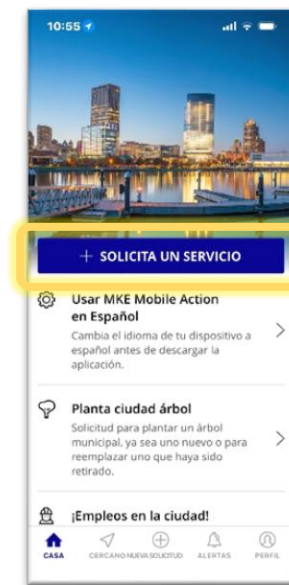 10:55
+ SOLICITA UN SERVICIO
Usar MKE Mobile Action
en Español
Cambia el idioma de tu dispositivo a
español antes de descargar la
aplicación.
Planta ciudad árbol
Solicitud para plantar un árbol
municipal, ya sea uno nuevo o para
reemplazar uno que haya sido
retirado.
¡Empleos en la ciudad!
CASA CERCANO NUEVA SOLICITUD ALERTAS PERFIL